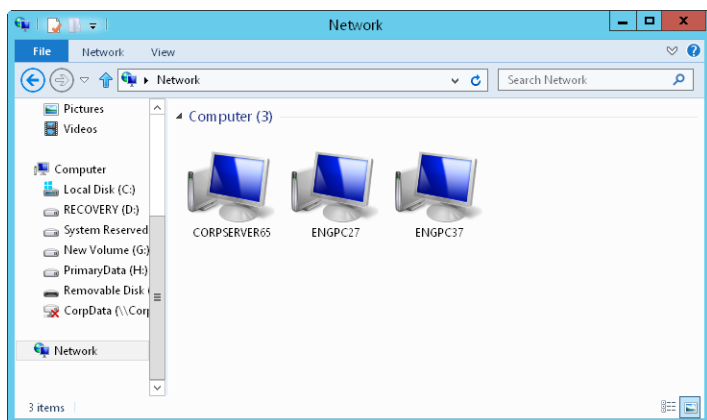 Network
File Network View
Network
Search Network
Pictures
Videos
Computer
Local Disk (C:)
RECOVERY (D:)
System Reserved
New Volume (G:)
PrimaryData (H:)
Removable Disk (
CorpData (\\Corp
Network
Computer (3)
CORPSERVER65 ENGPC27 ENGPC37
3 items